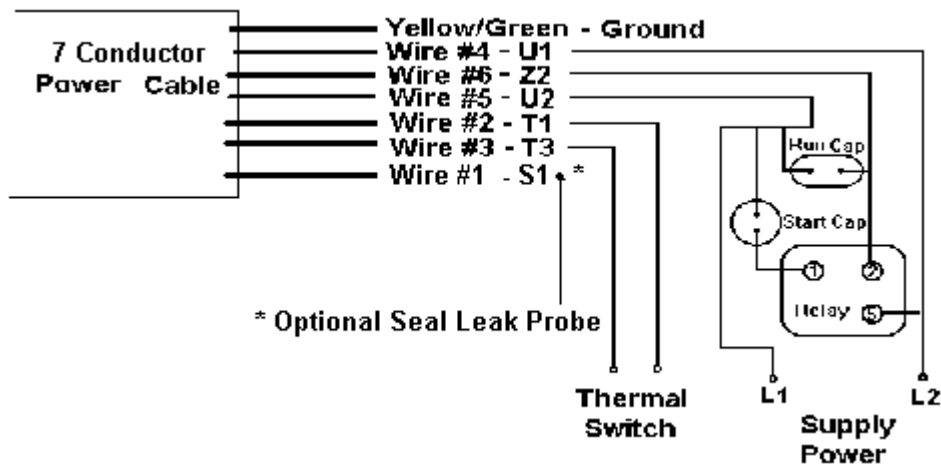 7 Conductor
Power Cable
Yellow/Green - Ground
Wire #4 - U1
Wire #6 - Z2
Wire #5 - U2
Wire #2 - T1
Wire #3 - T3
Wire #1 - S1 *
* Optional Seal Leak Probe
Run Cap
Start Cap
1
2
Relay
5
Thermal
Switch
L1
L2
Supply
Power